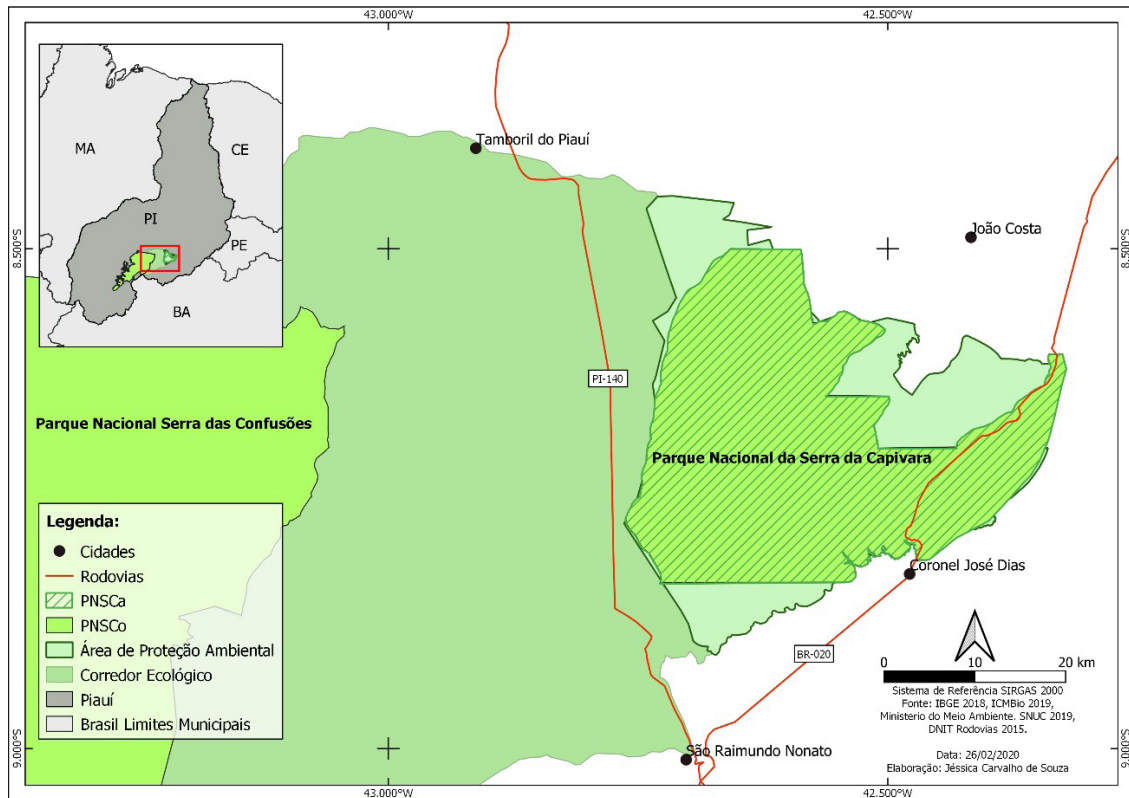 43.000°W
42.500°W
MA
CE
PI
PE
BA
Tamboril do Piauí
João Costa
8.500°S
8.500°S
PI-140
Parque Nacional Serra das Confusões
Parque Nacional da Serra da Capivara
Legenda:
Cidades
Rodovias
PNSCa
PNSCo
Área de Proteção Ambiental
Corredor Ecológico
Piauí
Brasil Limites Municipais
Coronel José Dias
BR-020
0 10 20 km
Sistema de Referência SIRGAS 2000
Fonte: IBGE 2018, ICMBio 2019,
Ministerio do Meio Ambiente. SNUC 2019,
DNIT Rodovias 2015.
Data: 26/02/2020
Elaboração: Jéssica Carvalho de Souza
São Raimundo Nonato
9.000°S
9.000°S
43.000°W
42.500°W